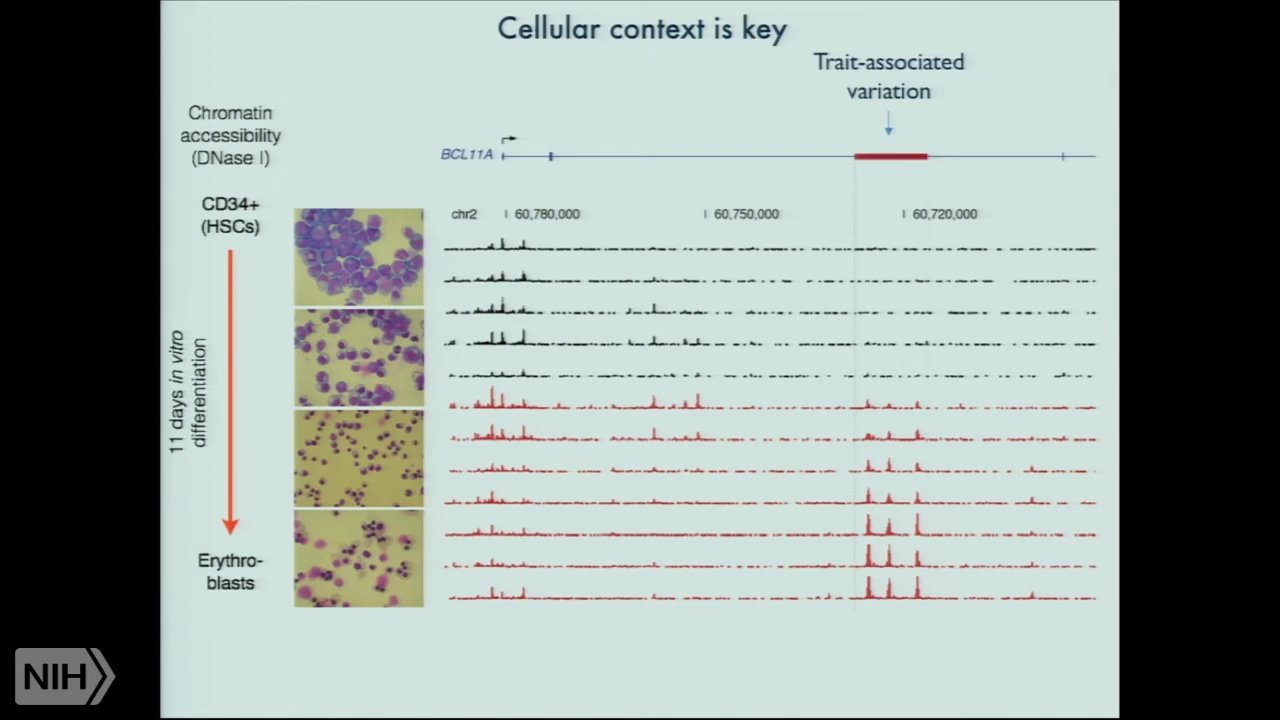 Cellular context is key
Trait-associated
variation
Chromatin
accessibility
(DNase I)
BCL11A
CD34+
(HSCs)
chr2
60,780,000
60,750,000
60,720,000
11 days in vitro
differentiation
Erythro-
blasts
NIH